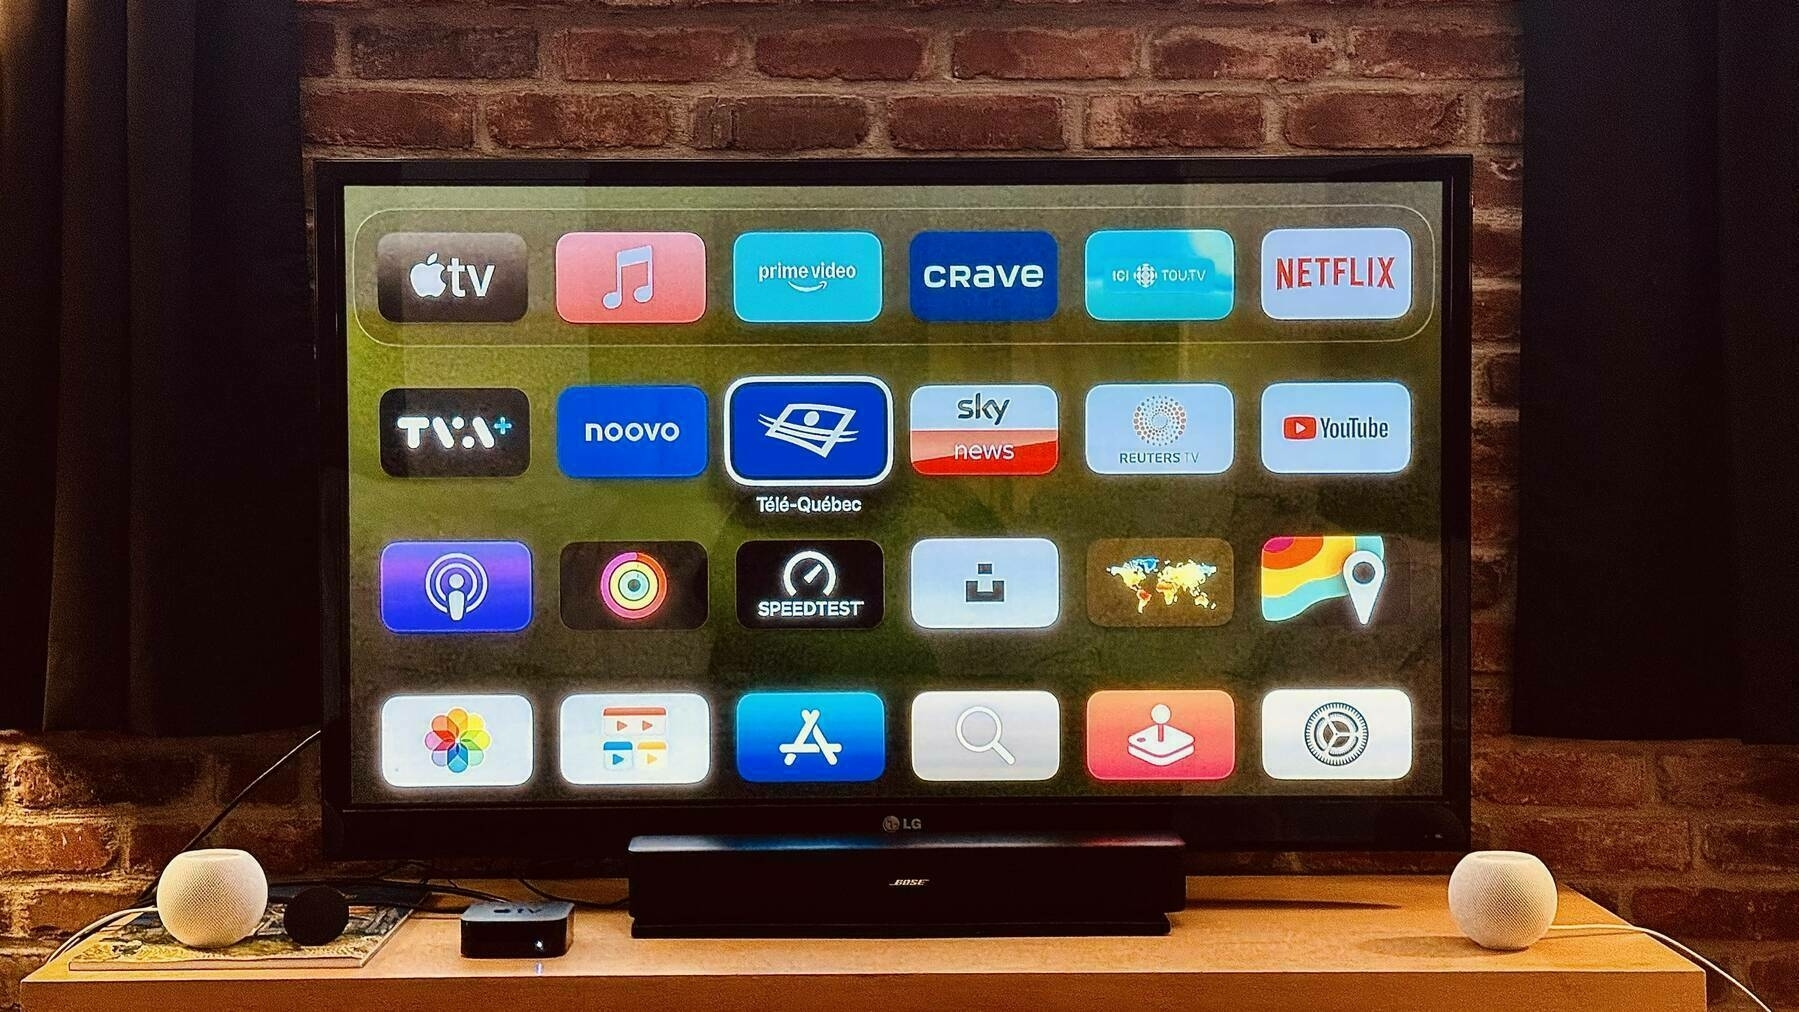 tv
prime video
CRAVE
ICI TOU.TV
NETFLIX
TVA+
noovo
sky
news
REUTERS TV
YouTube
Télé-Québec
SPEEDTEST
LG
BOSE
tv